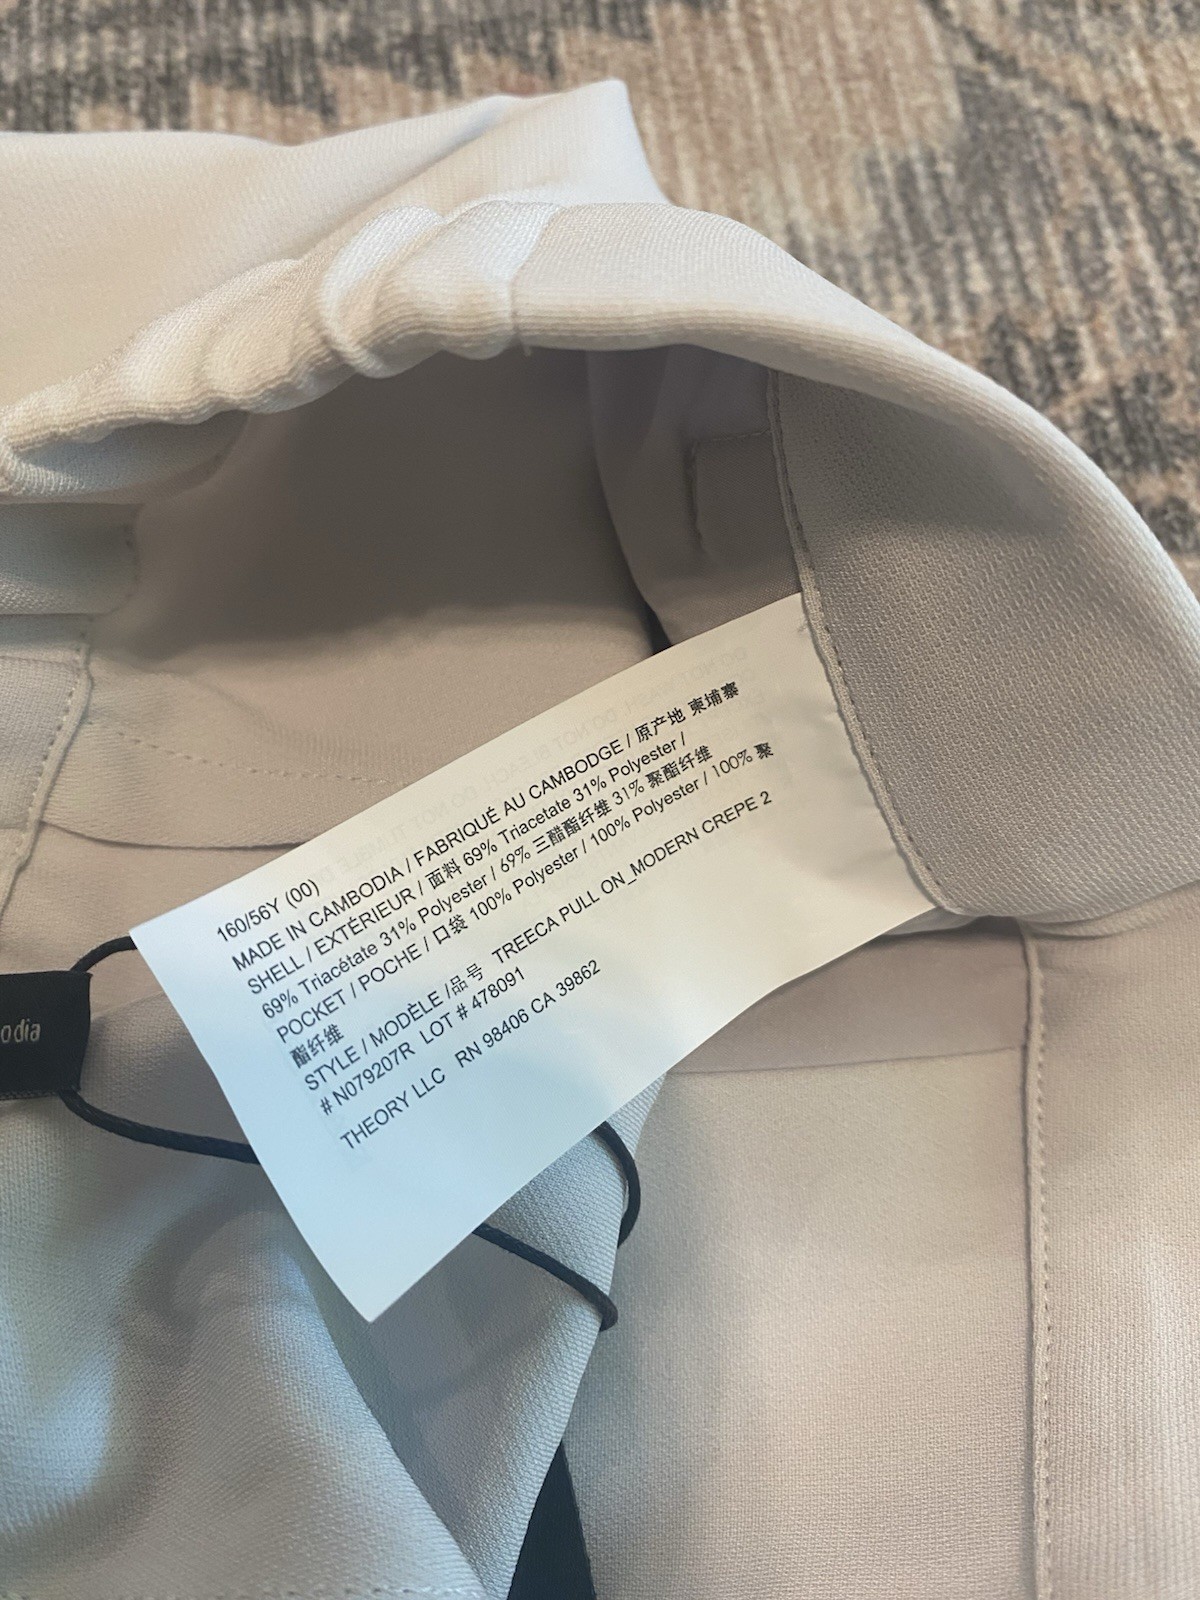 160/56Y (00)
MADE IN CAMBODIA / FABRIQUÉ AU CAMBODGE / 原产地 柬埔寨
SHELL / EXTÉRIEUR / 面料 69% Triacetate 31% Polyester /
69% Triacétate 31% Polyester / 69% 三醋酯纤维 31% 聚酯纤维
POCKET / POCHE / 口袋 100% Polyester / 100% Polyester / 100% 聚
酯纤维
STYLE / MODÈLE /品号 TREECA PULL ON_MODERN CREPE 2
# N079207R LOT # 478091
THEORY LLC RN 98406 CA 39862
odia